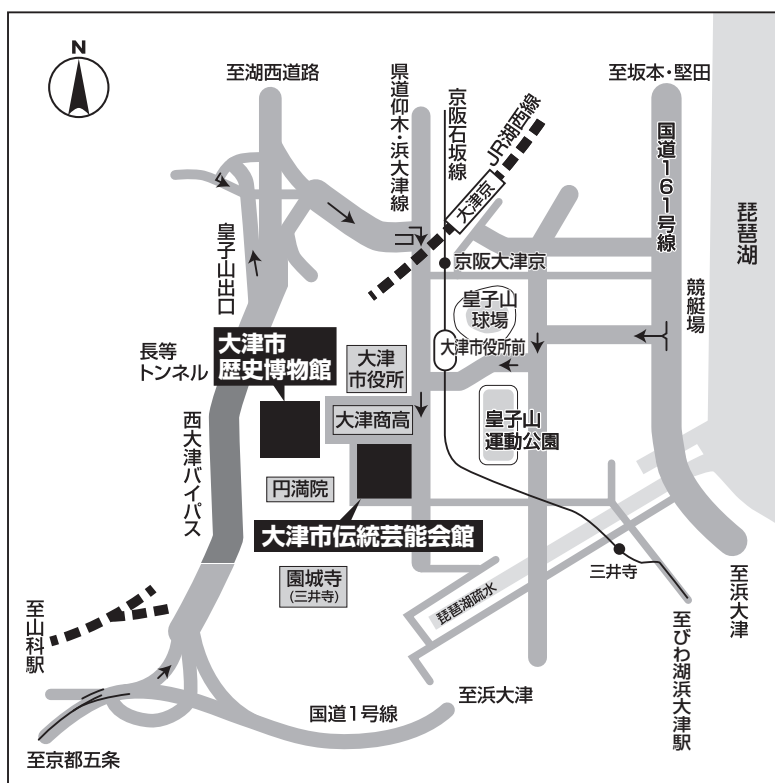 N
至湖西道路
県道仰木・浜大津線
京阪石坂線
JR湖西線
大津京
至坂本・堅田
国道161号線
琵琶湖
皇子山出口
京阪大津京
競艇場
皇子山
球場
長等
トンネル
大津市
歴史博物館
大津
市役所
大津市役所前
大津商高
皇子山
運動公園
西大津バイパス
円満院
大津市伝統芸能会館
園城寺
(三井寺)
三井寺
琵琶湖疏水
至浜大津
至山科駅
至びわ湖浜大津駅
至浜大津
国道1号線
至京都五条